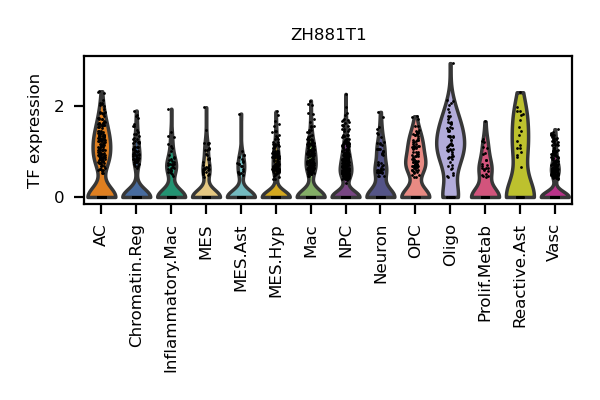 ZH881T1
TF expression
2
0
AC
Chromatin.Reg
Inflammatory.Mac
MES
MES.Ast
MES.Hyp
Mac
NPC
Neuron
OPC
Oligo
Prolif.Metab
Reactive.Ast
Vasc